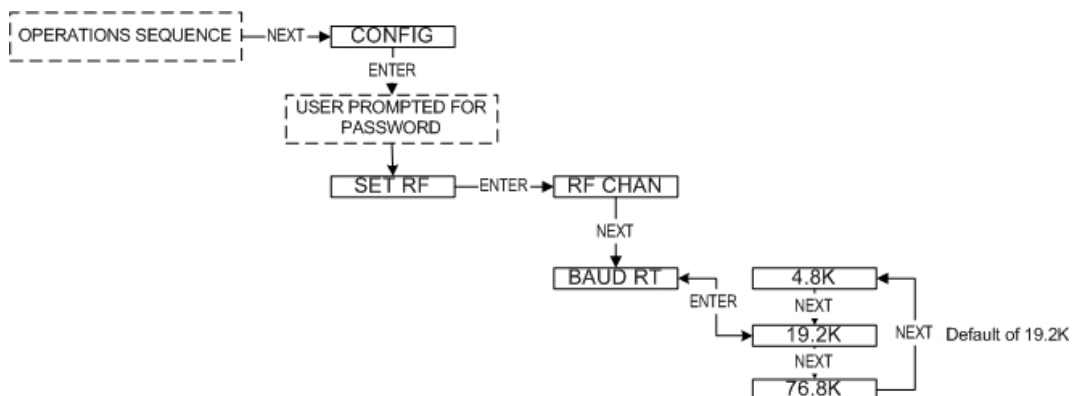 OPERATIONS SEQUENCE
NEXT
CONFIG
ENTER
USER PROMPTED FOR
PASSWORD
SET RF
ENTER
RF CHAN
NEXT
BAUD RT
ENTER
4.8K
NEXT
19.2K
NEXT
76.8K
NEXT
Default of 19.2K